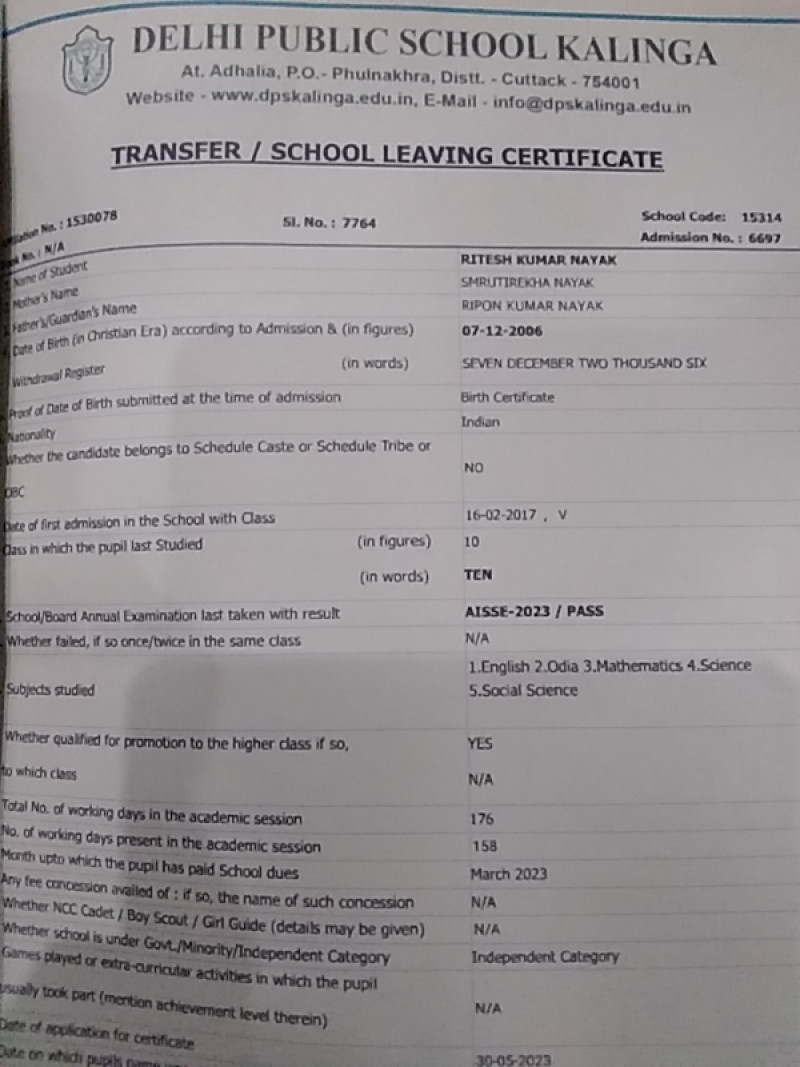 DELHI PUBLIC SCHOOL KALINGA
At. Adhalia, P.O.- Phulnakhra, Distt. - Cuttack - 754001
Website - www.dpskalinga.edu.in, E-Mail - info@dpskalinga.edu.in
TRANSFER / SCHOOL LEAVING CERTIFICATE
No. : 1530078 Sl. No. : 7764 School Code: 15314
No. : N/A Admission No. : 6697
Name of Student RITESH KUMAR NAYAK
Mother's Name SMRUTIREKHA NAYAK
Father's/Guardian's Name RIPON KUMAR NAYAK
Date of Birth (in Christian Era) according to Admission & (in figures) 07-12-2006
Withdrawal Register (in words) SEVEN DECEMBER TWO THOUSAND SIX
Proof of Date of Birth submitted at the time of admission Birth Certificate
Nationality Indian
Whether the candidate belongs to Schedule Caste or Schedule Tribe or
OBC NO
Date of first admission in the School with Class 16-02-2017 , V
Class in which the pupil last Studied (in figures) 10
(in words) TEN
School/Board Annual Examination last taken with result AISSE-2023 / PASS
Whether failed, if so once/twice in the same class N/A
Subjects studied 1.English 2.Odia 3.Mathematics 4.Science
5.Social Science
Whether qualified for promotion to the higher class if so, YES
to which class N/A
Total No. of working days in the academic session 176
No. of working days present in the academic session 158
Month upto which the pupil has paid School dues March 2023
Any fee concession availed of : if so, the name of such concession N/A
Whether NCC Cadet / Boy Scout / Girl Guide (details may be given) N/A
Whether school is under Govt./Minority/Independent Category Independent Category
Games played or extra-curricular activities in which the pupil
usually took part (mention achievement level therein) N/A
Date of application for certificate
Date on which pupils name 30-05-2023